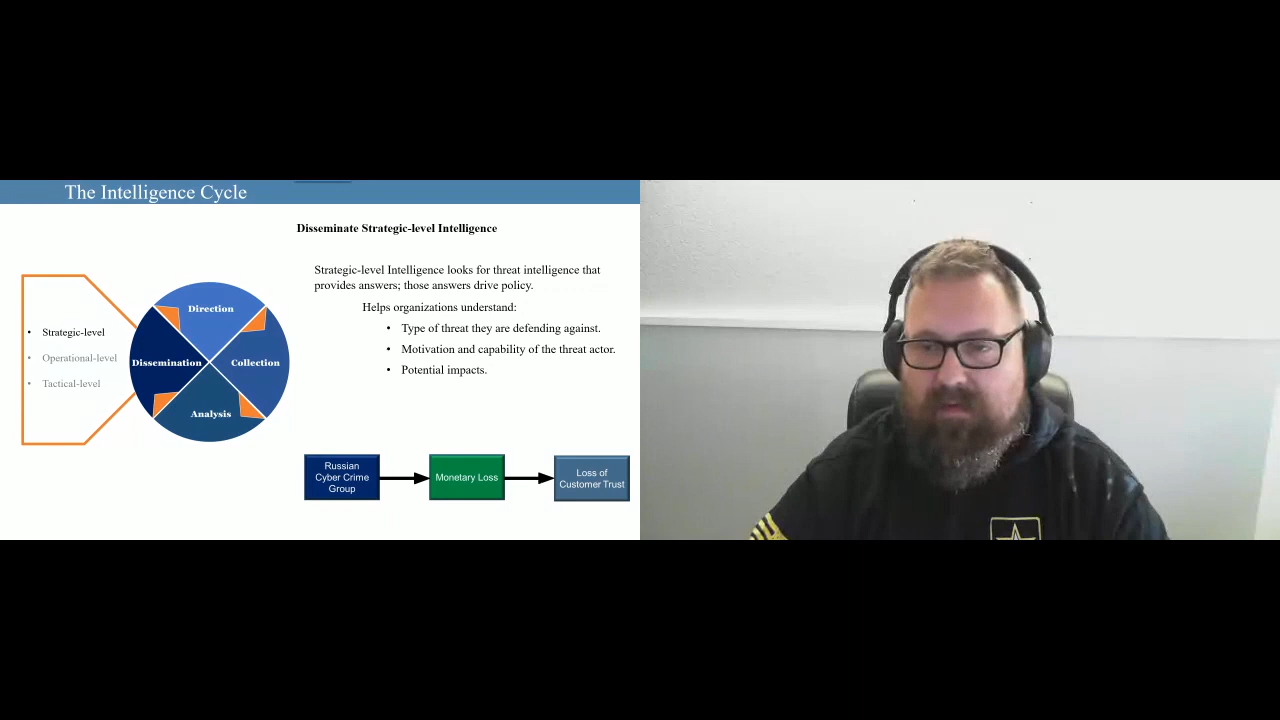 The Intelligence Cycle
Disseminate Strategic-level Intelligence
Strategic-level Intelligence looks for threat intelligence that
provides answers; those answers drive policy.
Helps organizations understand:
• Type of threat they are defending against.
• Motivation and capability of the threat actor.
• Potential impacts.
• Strategic-level
• Operational-level
• Tactical-level
Direction
Dissemination
Collection
Analysis
Russian
Cyber Crime
Group
Monetary Loss
Loss of
Customer Trust